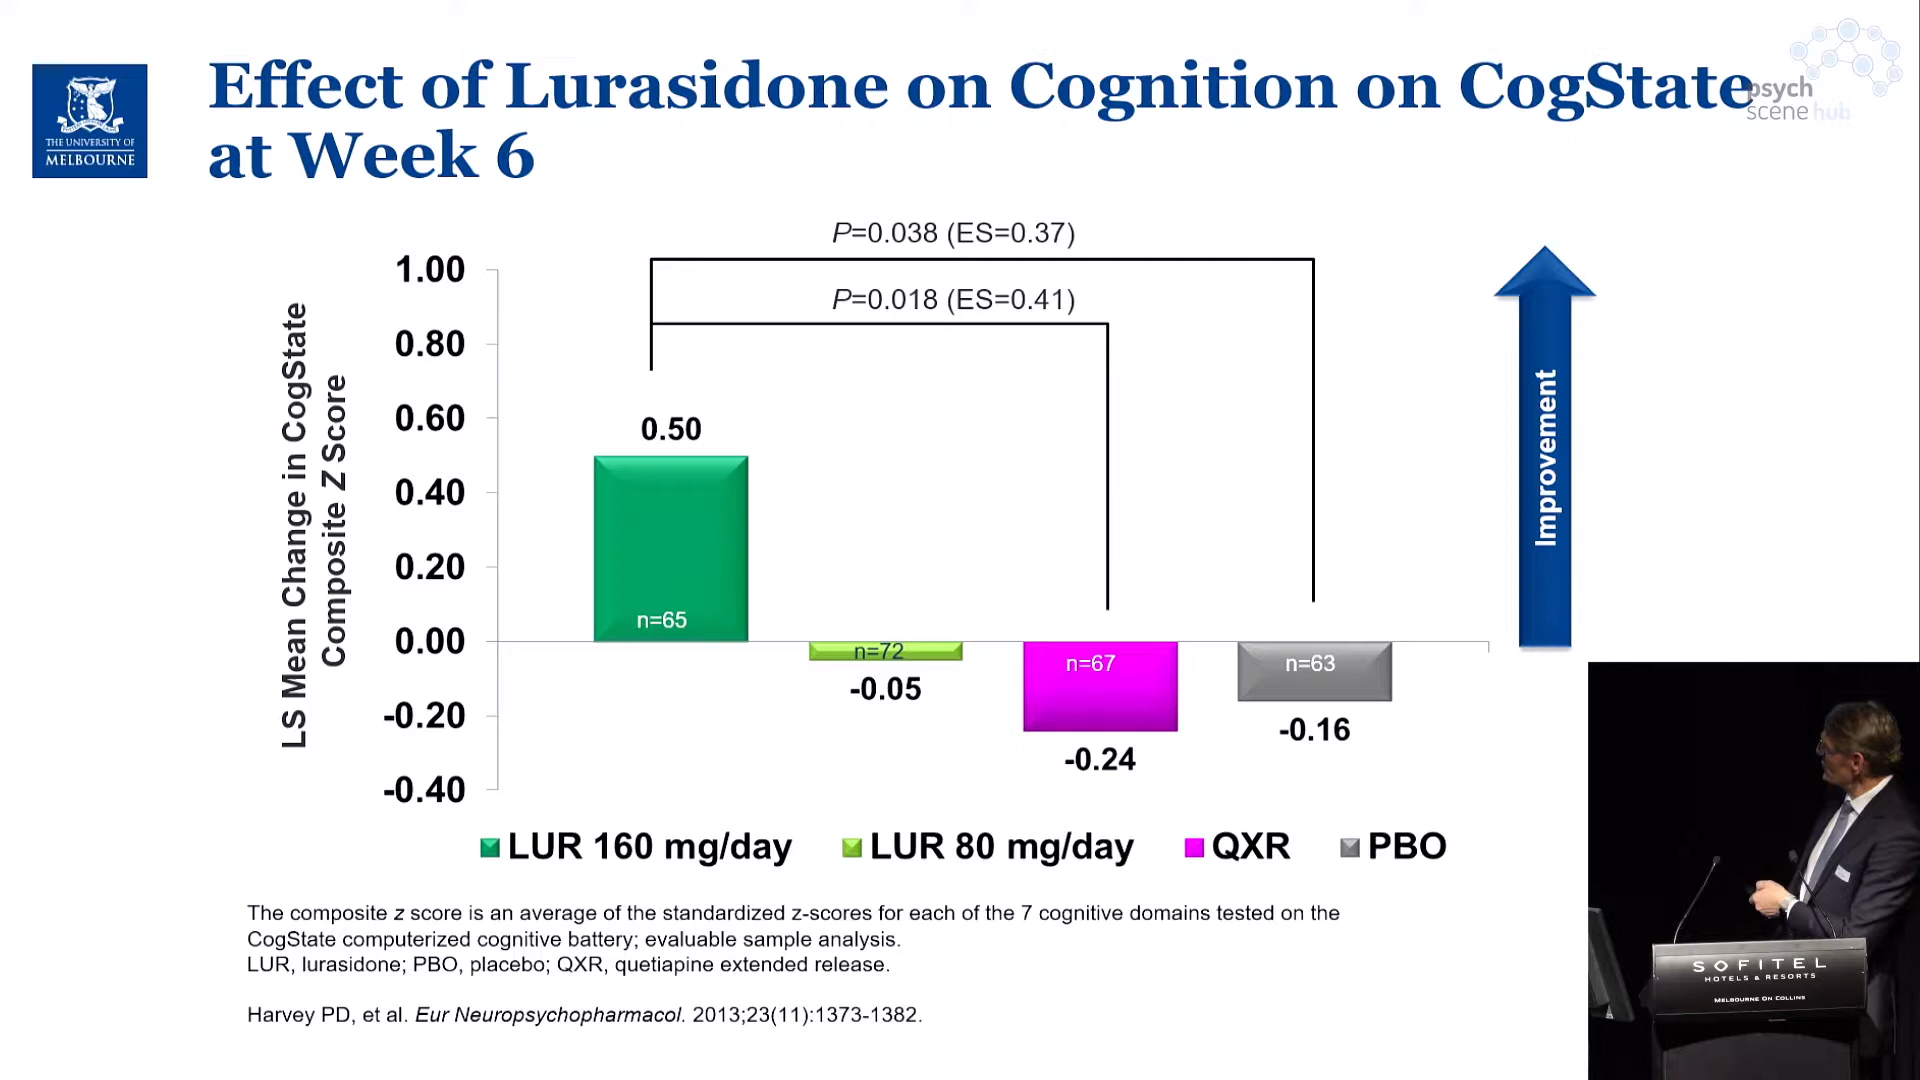 Effect of Lurasidone on Cognition on CogState
at Week 6
THE UNIVERSITY OF
MELBOURNE
psych
scene hub
P=0.038 (ES=0.37)
P=0.018 (ES=0.41)
LS Mean Change in CogState
Composite Z Score
1.00
0.80
0.60
0.40
0.20
0.00
-0.20
-0.40
0.50
n=65
n=72
-0.05
n=67
-0.24
n=63
-0.16
Improvement
LUR 160 mg/day LUR 80 mg/day QXR PBO
The composite z score is an average of the standardized z-scores for each of the 7 cognitive domains tested on the
CogState computerized cognitive battery; evaluable sample analysis.
LUR, lurasidone; PBO, placebo; QXR, quetiapine extended release.
Harvey PD, et al. Eur Neuropsychopharmacol. 2013;23(11):1373-1382.
SOFITEL
HOTELS & RESORTS
MELBOURNE ON COLLINS